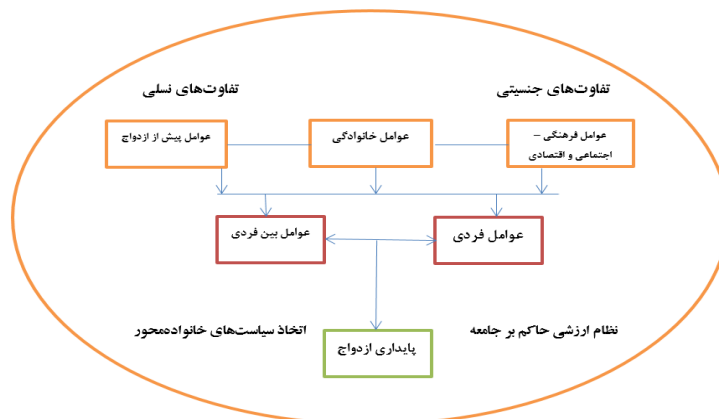 تفاوت‌های جنسیتی
تفاوت‌های نسلی
عوامل فرهنگی –
اجتماعی و اقتصادی
عوامل خانوادگی
عوامل پیش از ازدواج
عوامل فردی
عوامل بین فردی
نظام ارزشی حاکم بر جامعه
اتخاذ سیاست‌های خانواده‌محور
پایداری ازدواج